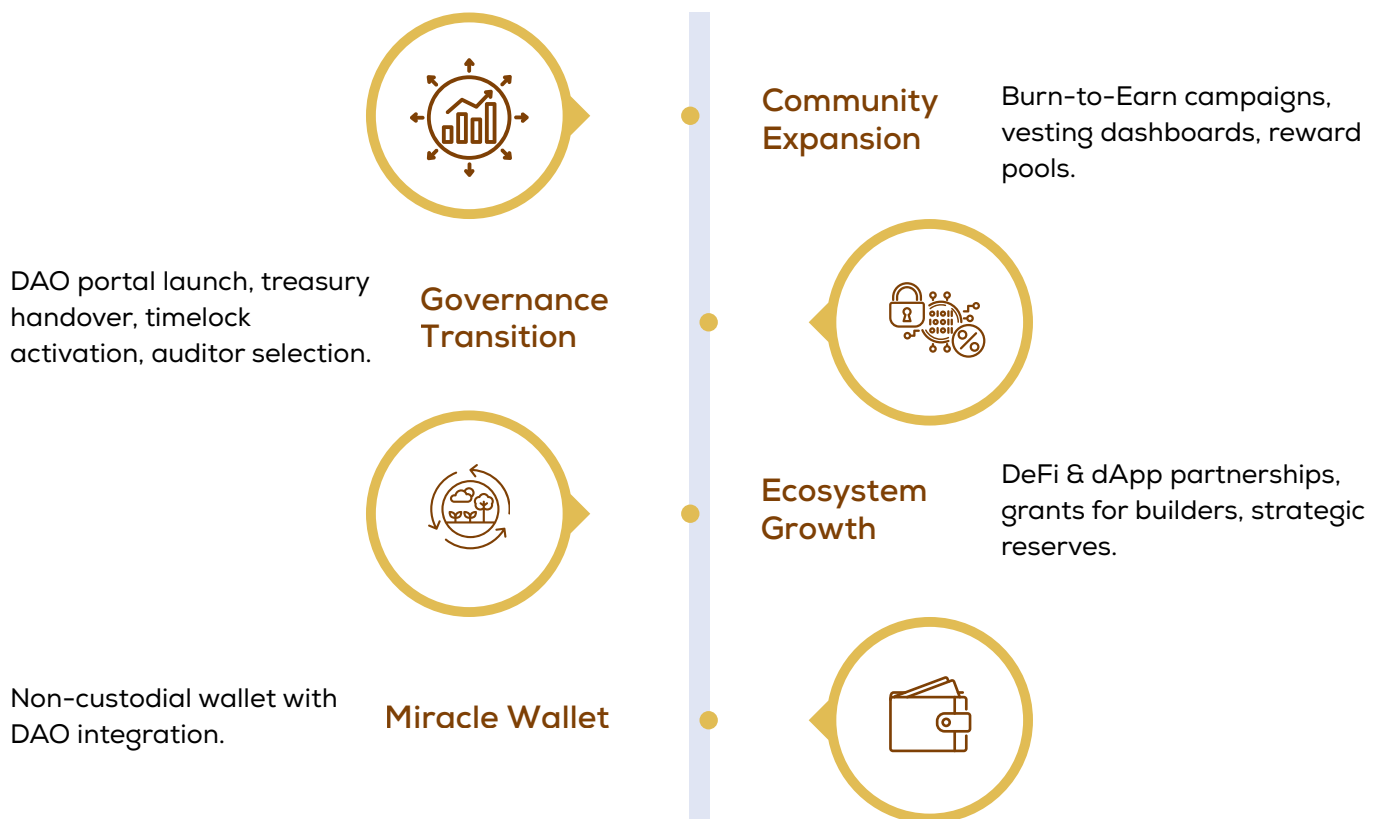 Community
Expansion
Burn-to-Earn campaigns,
vesting dashboards, reward
pools.
DAO portal launch, treasury
handover, timelock
activation, auditor selection.
Governance
Transition
Ecosystem
Growth
DeFi & dApp partnerships,
grants for builders, strategic
reserves.
Non-custodial wallet with
DAO integration.
Miracle Wallet